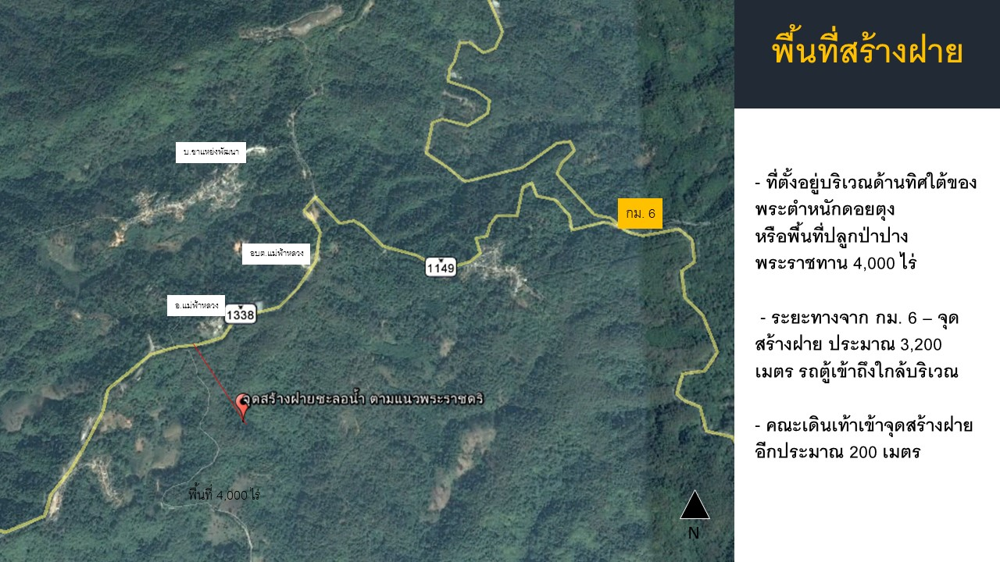 พื้นที่สร้างฝาย
บ.ขาแหย่งพัฒนา
กม. 6
อบต.แม่ฟ้าหลวง
1149
อ.แม่ฟ้าหลวง
1338
จุดสร้างฝายชะลอน้ำ ตามแนวพระราชดริ
พื้นที่ 4,000 ไร่
N
- ที่ตั้งอยู่บริเวณด้านทิศใต้ของ
พระตำหนักดอยตุง
หรือพื้นที่ปลูกป่าปาง
พระราชทาน 4,000 ไร่
- ระยะทางจาก กม. 6 – จุด
สร้างฝาย ประมาณ 3,200
เมตร รถตู้เข้าถึงใกล้บริเวณ
- คณะเดินเท้าเข้าจุดสร้างฝาย
อีกประมาณ 200 เมตร